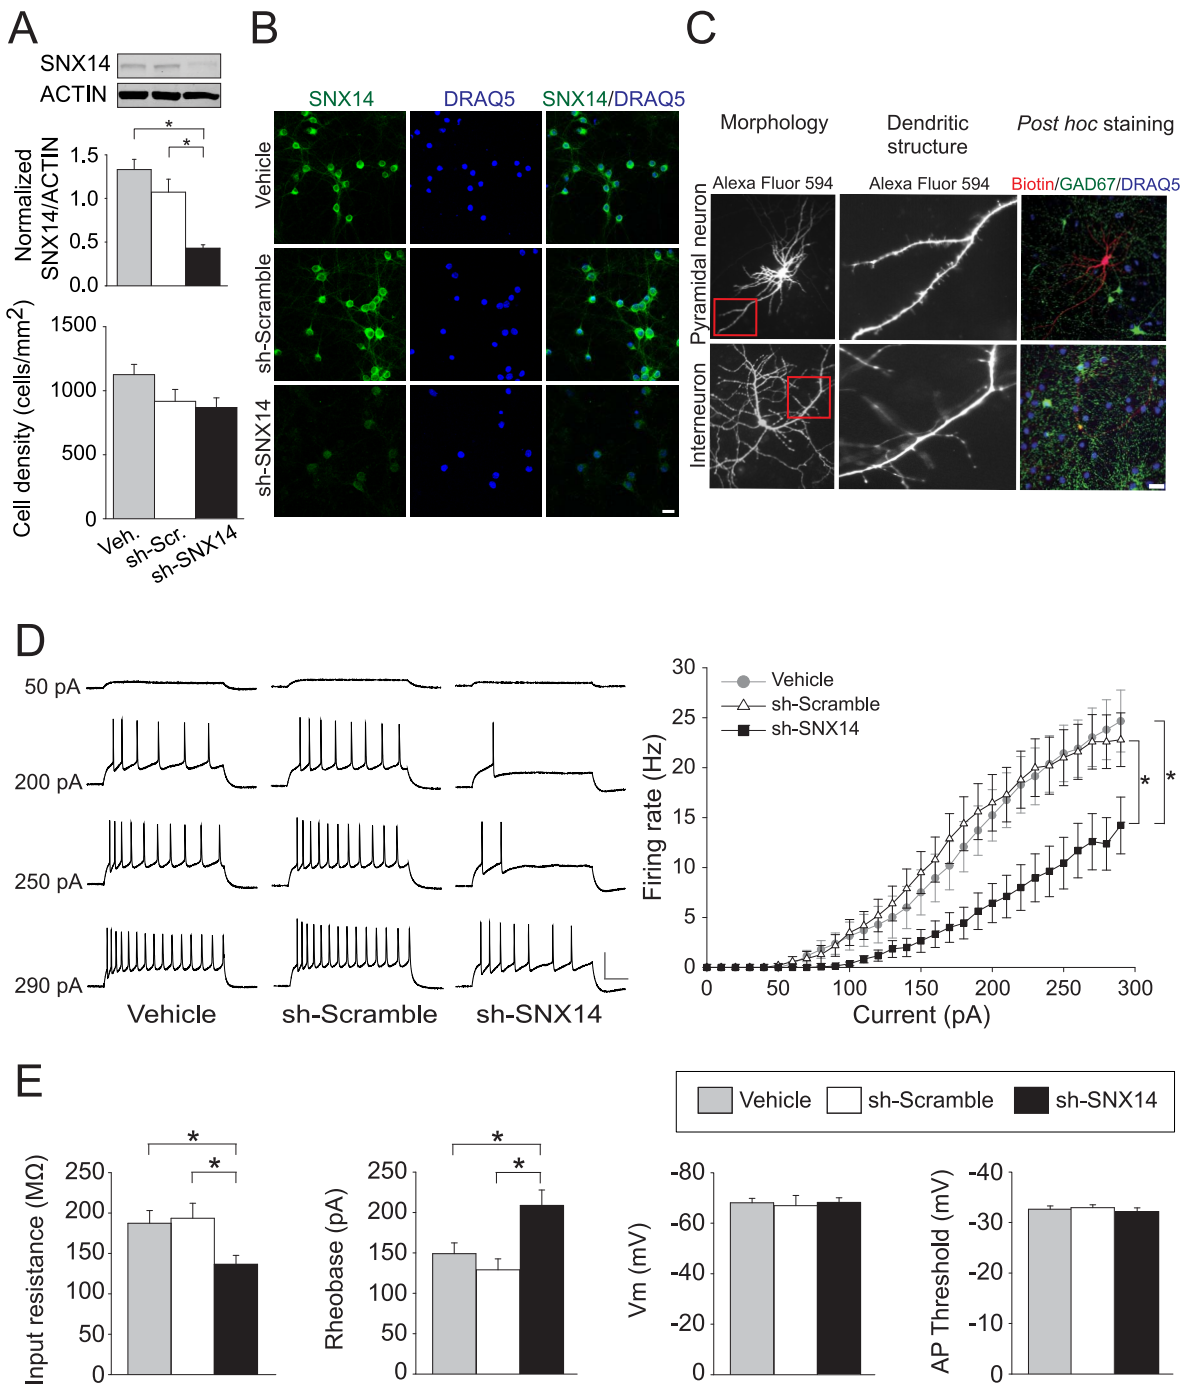 A
SNX14
ACTIN
*
*
Normalized
SNX14/ACTIN
1.5
1.0
0.5
0.0
Cell density (cells/mm²)
1500
1000
500
0
Veh.
sh-Scr.
sh-SNX14
B
SNX14
DRAQ5
SNX14/DRAQ5
Vehicle
sh-Scramble
sh-SNX14
C
Morphology
Dendritic
structure
Post hoc staining
Alexa Fluor 594
Alexa Fluor 594
Biotin/GAD67/DRAQ5
Pyramidal neuron
Interneuron
D
50 pA
200 pA
250 pA
290 pA
Vehicle
sh-Scramble
sh-SNX14
Firing rate (Hz)
30
25
20
15
10
5
0
Vehicle
sh-Scramble
sh-SNX14
*
*
0 50 100 150 200 250 300
Current (pA)
E
Vehicle
sh-Scramble
sh-SNX14
Input resistance (MΩ)
*
*
250
200
150
100
50
0
Rheobase (pA)
*
*
250
200
150
100
50
0
Vm (mV)
-80
-60
-40
-20
0
AP Threshold (mV)
-40
-30
-20
-10
0